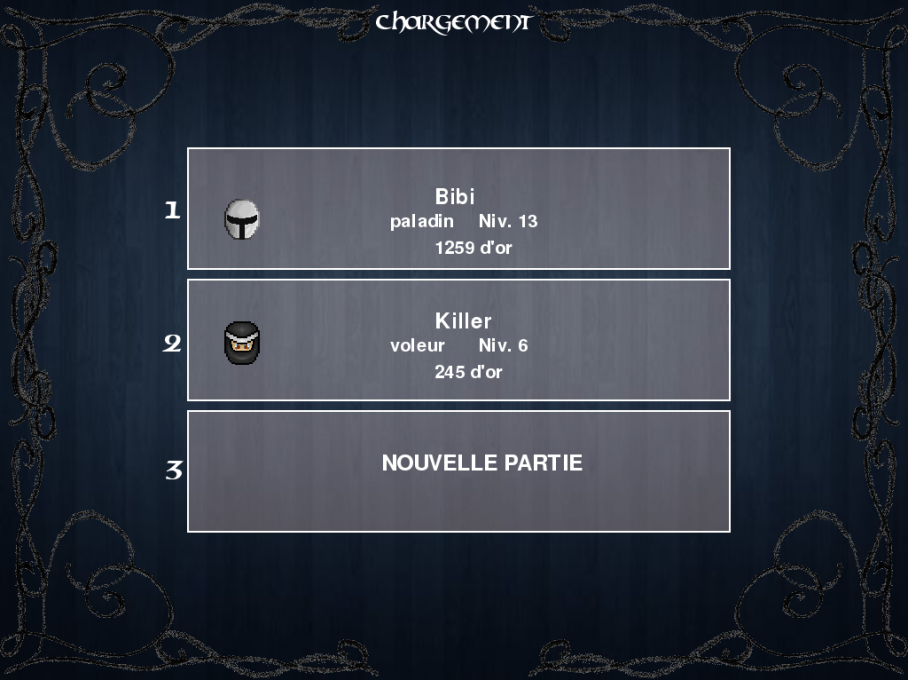 Chargement
1
Bibi
paladin Niv. 13
1259 d'or
2
Killer
voleur Niv. 6
245 d'or
3
NOUVELLE PARTIE